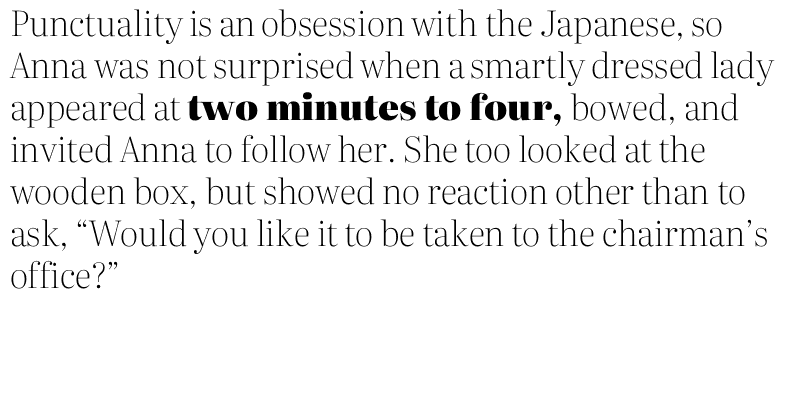 Punctuality is an obsession with the Japanese, so
Anna was not surprised when a smartly dressed lady
appeared at two minutes to four, bowed, and
invited Anna to follow her. She too looked at the
wooden box, but showed no reaction other than to
ask, “Would you like it to be taken to the chairman’s
office?”